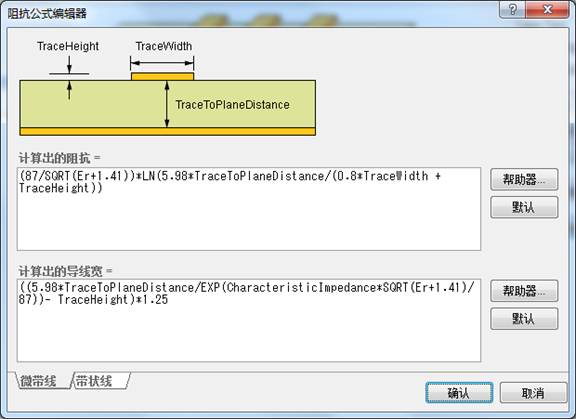 阻抗公式编辑器
TraceHeight
TraceWidth
TraceToPlaneDistance
计算出的阻抗 =
(87/SQRT(Er+1.41))*LN(5.98*TraceToPlaneDistance/(0.8*TraceWidth +
TraceHeight))
帮助器...
默认
计算出的导线宽 =
((5.98*TraceToPlaneDistance/EXP(CharacteristicImpedance*SQRT(Er+1.41)/
87))- TraceHeight)*1.25
帮助器...
默认
微带线
带状线
确认
取消